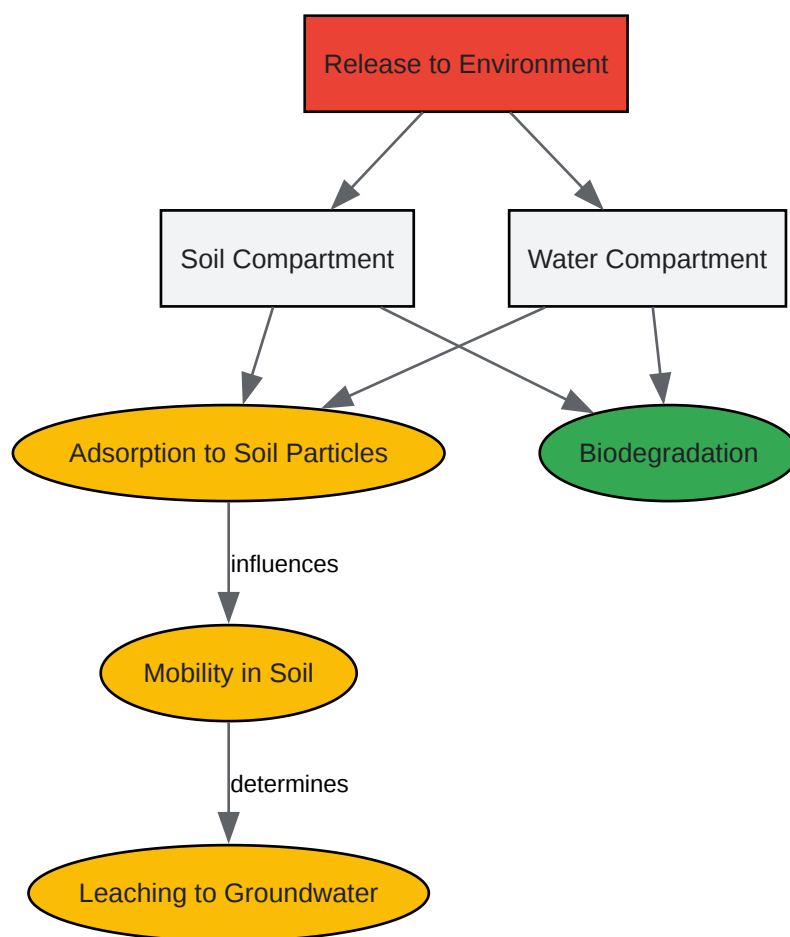 Release to Environment
Soil Compartment
Water Compartment
Adsorption to Soil Particles
Biodegradation
influences
Mobility in Soil
determines
Leaching to Groundwater